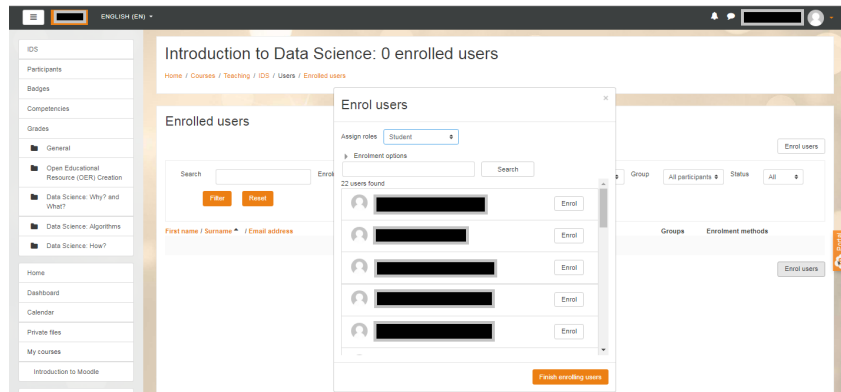 ENGLISH (EN)
IDS
Participants
Badges
Competencies
Grades
General
Open Educational
Resource (OER) Creation
Data Science: Why? and
What?
Data Science: Algorithms
Data Science: How?
Home
Dashboard
Calendar
Private files
My courses
Introduction to Moodle
Introduction to Data Science: 0 enrolled users
Home / Courses / Teaching / IDS / Users / Enrolled users
Enrolled users
Enrol users
Search
Enrol
Group
All participants
Status
All
Filter
Reset
First name / Surname / Email address
Groups
Enrolment methods
Enrol users
Enrol users
×
Assign roles
Student
Enrolment options
Search
22 users found
Enrol
Enrol
Enrol
Enrol
Enrol
Finish enrolling users